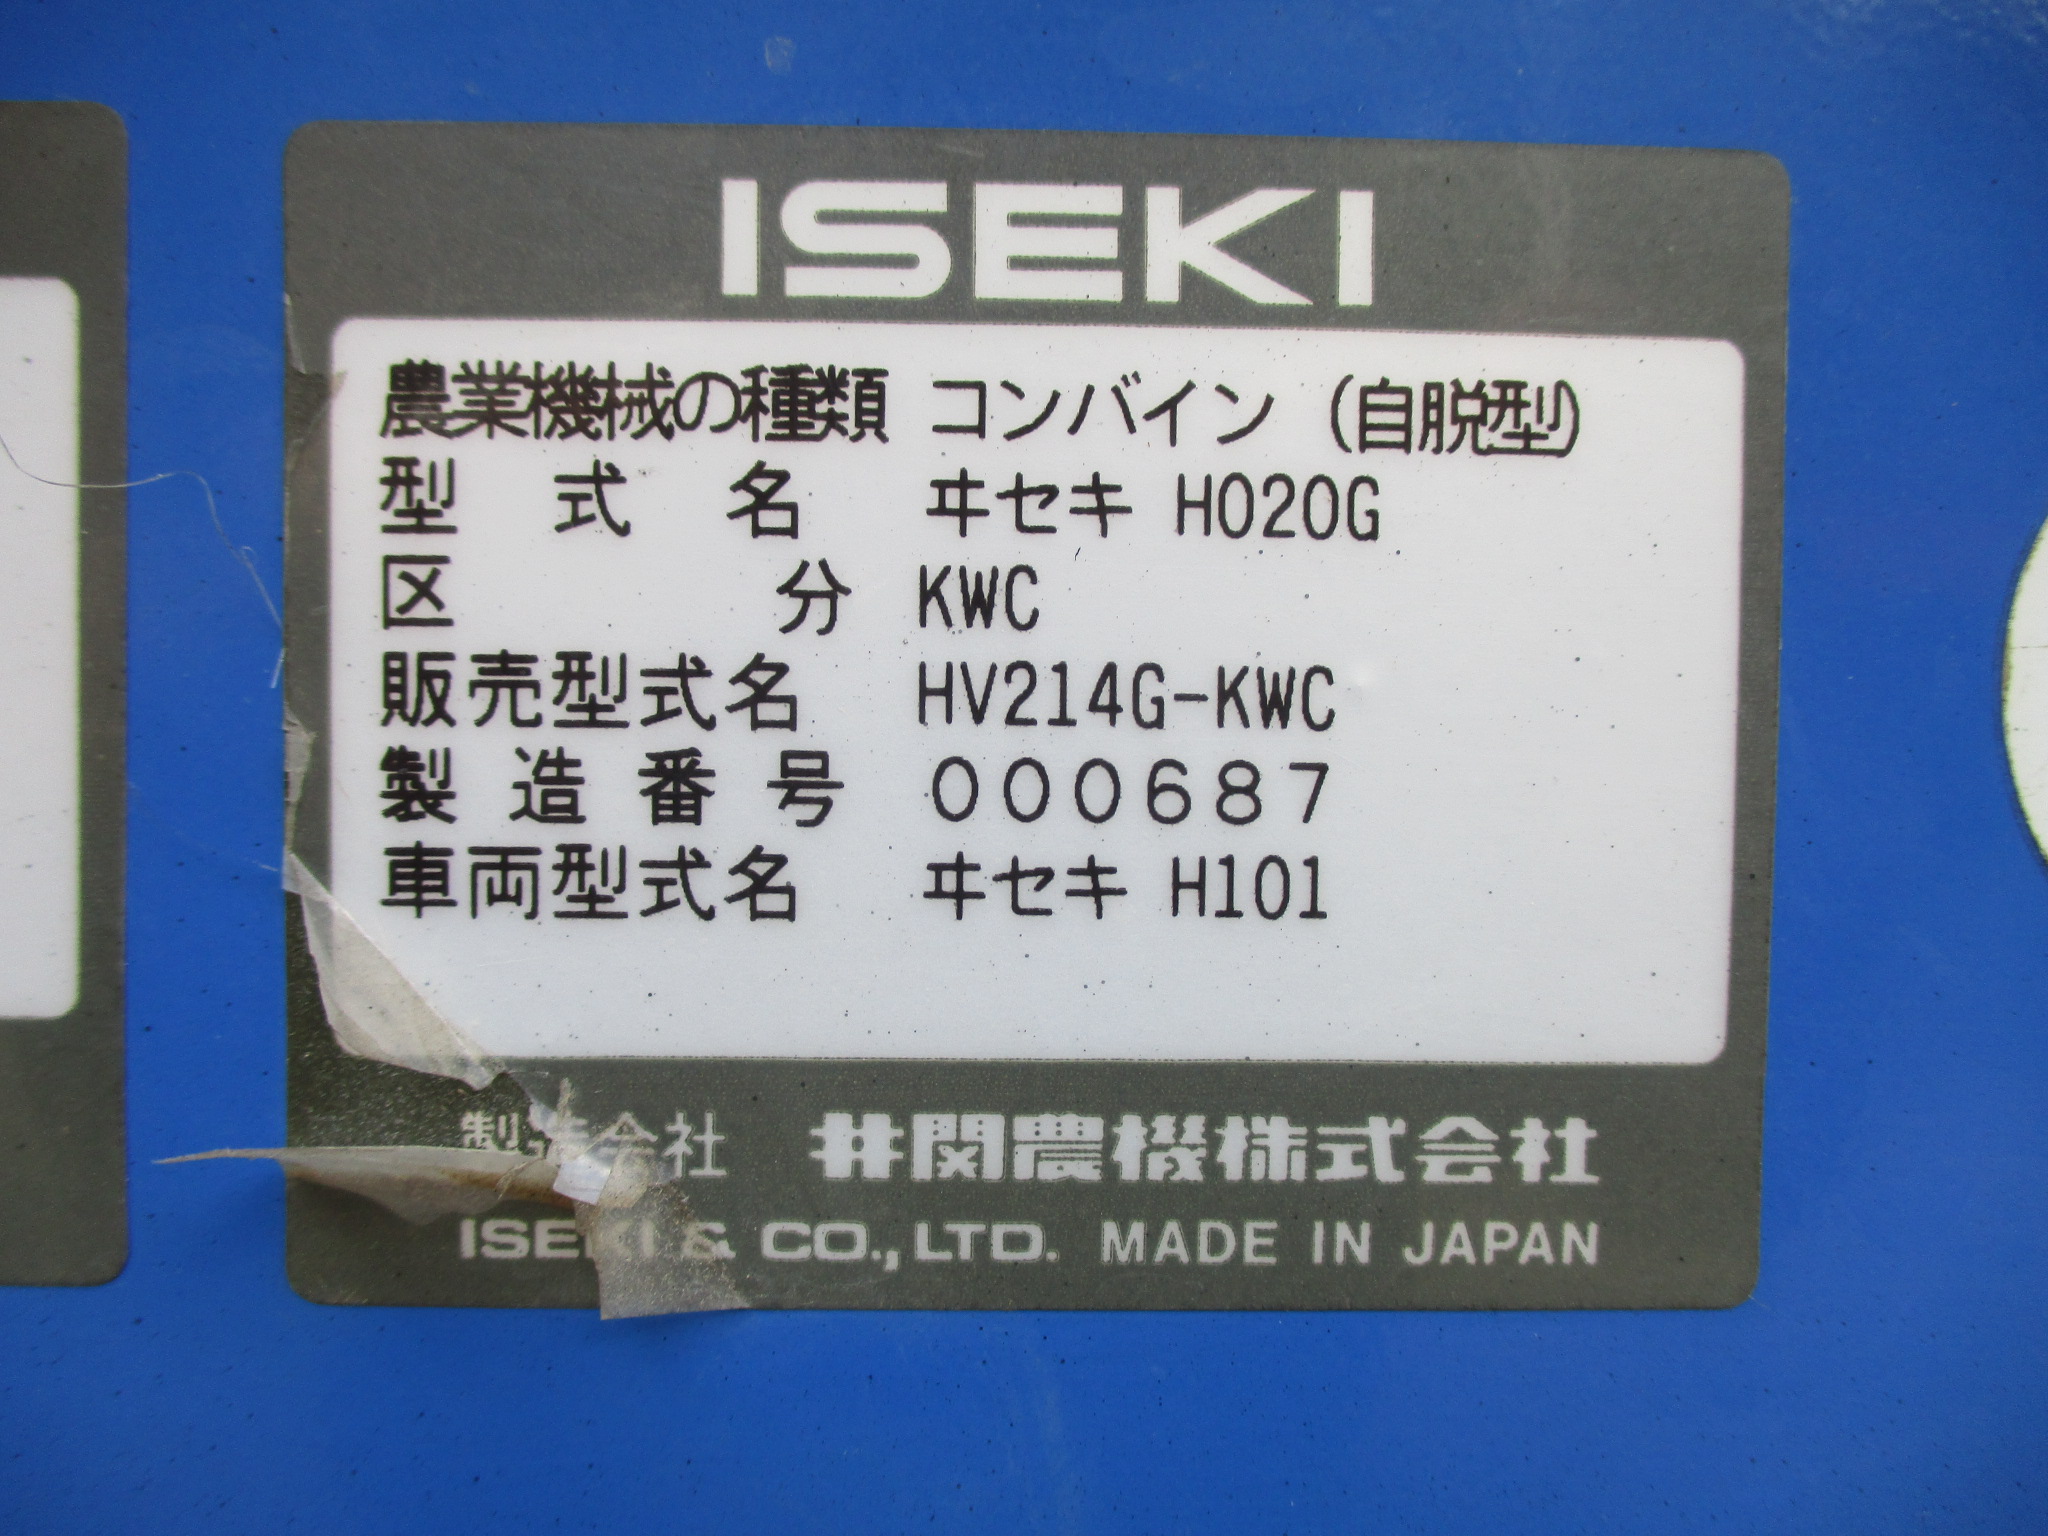 ISEKI
農業機械の種類 コンバイン (自脱型)
型式名 ヰセキ HO20G
区分 KWC
販売型式名 HV214G-KWC
製造番号 000687
車両型式名 ヰセキ H101
製造会社 井関農機株式会社
ISEKI & CO., LTD. MADE IN JAPAN